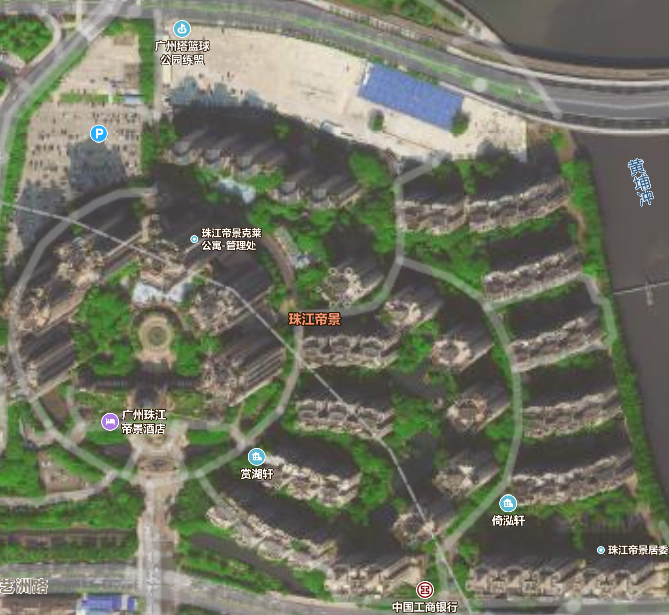 广州塔篮球
公园练盟
P
黄埔冲
珠江帝景克莱
公寓-管理处
珠江帝景
广州珠江
帝景酒店
赏湖轩
倚泓轩
珠江帝景居委
艺洲路
中国工商银行